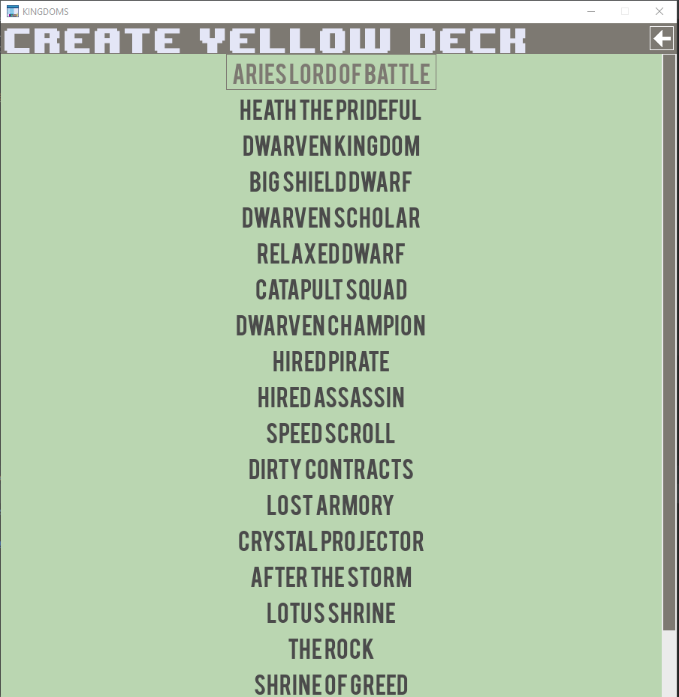 KINGDOMS
CREATE YELLOW DECK
ARIES LORD OF BATTLE
HEATH THE PRIDEFUL
DWARVEN KINGDOM
BIG SHIELD DWARF
DWARVEN SCHOLAR
RELAXED DWARF
CATAPULT SQUAD
DWARVEN CHAMPION
HIRED PIRATE
HIRED ASSASSIN
SPEED SCROLL
DIRTY CONTRACTS
LOST ARMORY
CRYSTAL PROJECTOR
AFTER THE STORM
LOTUS SHRINE
THE ROCK
SHRINE OF GREED